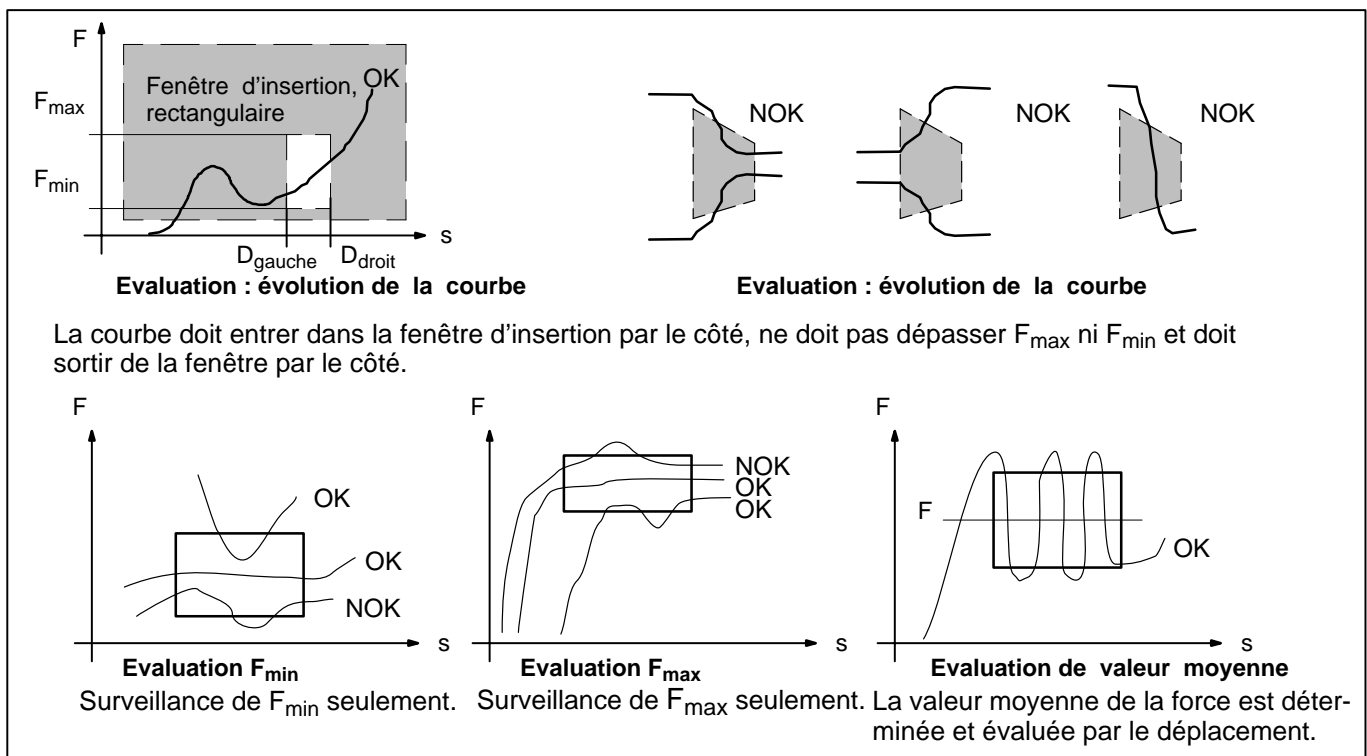 F
Fenêtre d'insertion, OK
rectangulaire
Fmax
Fmin
s
Dgauche Ddroit
Evaluation : évolution de la courbe
NOK NOK NOK
Evaluation : évolution de la courbe
La courbe doit entrer dans la fenêtre d'insertion par le côté, ne doit pas dépasser Fmax ni Fmin et doit
sortir de la fenêtre par le côté.
F
OK
OK
NOK
s
Evaluation Fmin
Surveillance de Fmin seulement.
F
NOK
OK
OK
s
Evaluation Fmax
Surveillance de Fmax seulement.
F
F
OK
s
Evaluation de valeur moyenne
La valeur moyenne de la force est déter-
minée et évaluée par le déplacement.